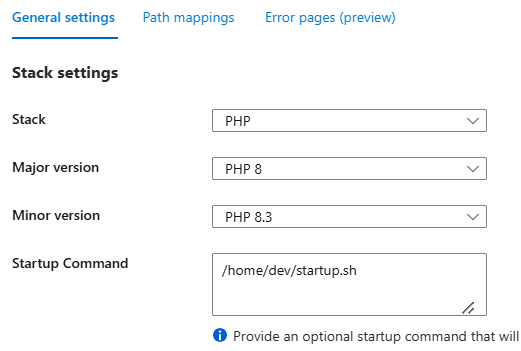 General settings Path mappings Error pages (preview)
Stack settings
Stack PHP
Major version PHP 8
Minor version PHP 8.3
Startup Command /home/dev/startup.sh
Provide an optional startup command that will